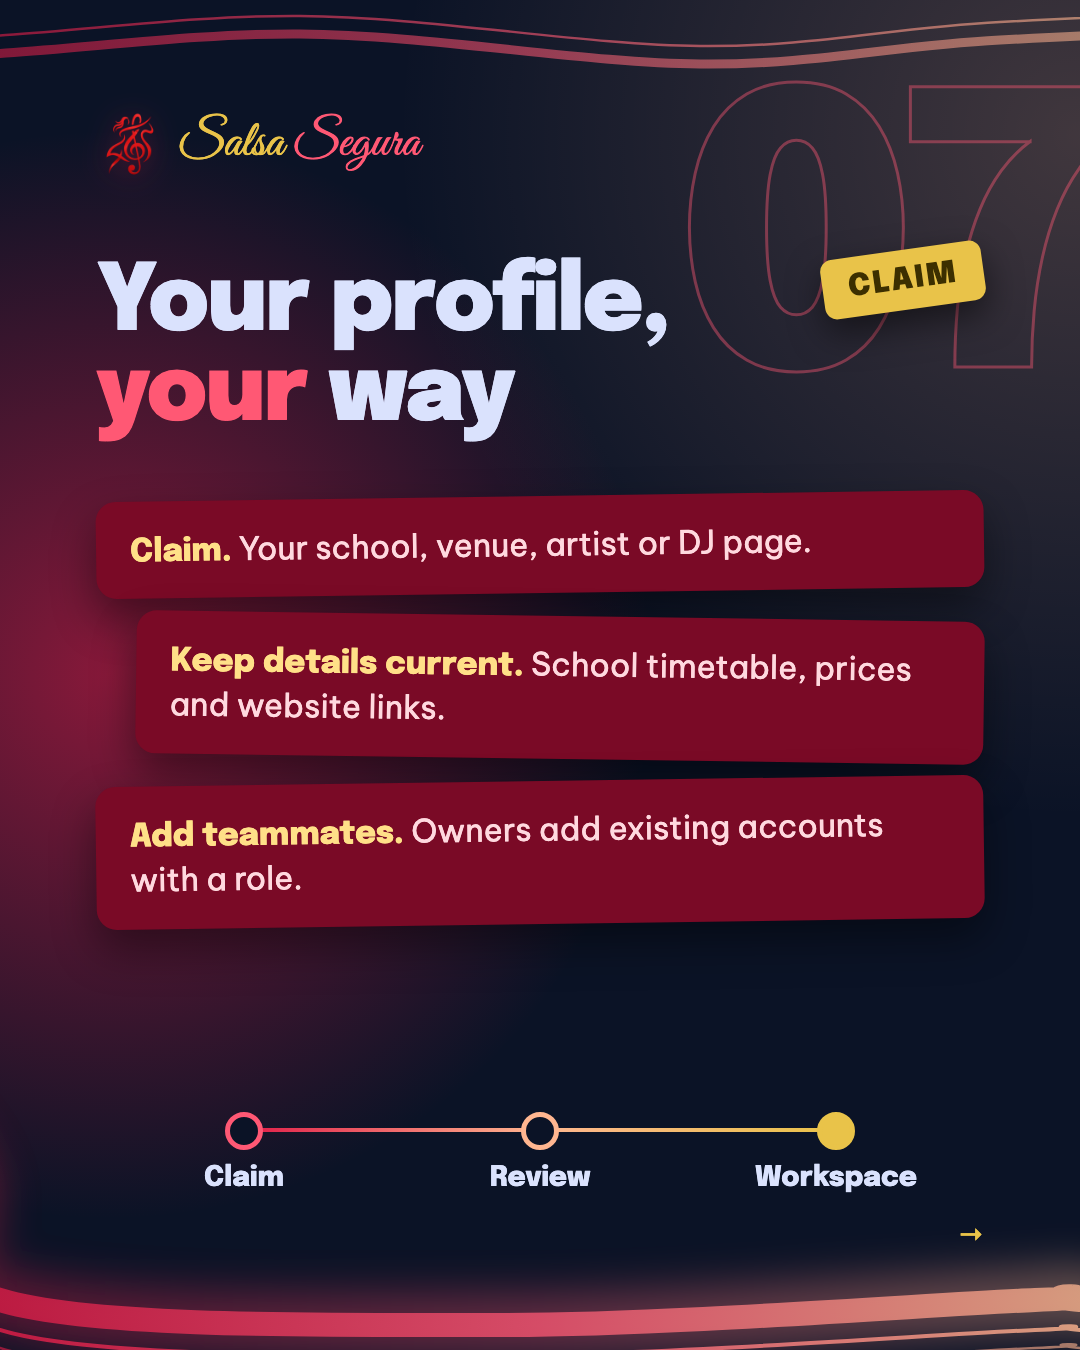 Salsa Segura
07
CLAIM
Your profile,
your way
Claim. Your school, venue, artist or DJ page.
Keep details current. School timetable, prices
and website links.
Add teammates. Owners add existing accounts
with a role.
Claim
Review
Workspace
→